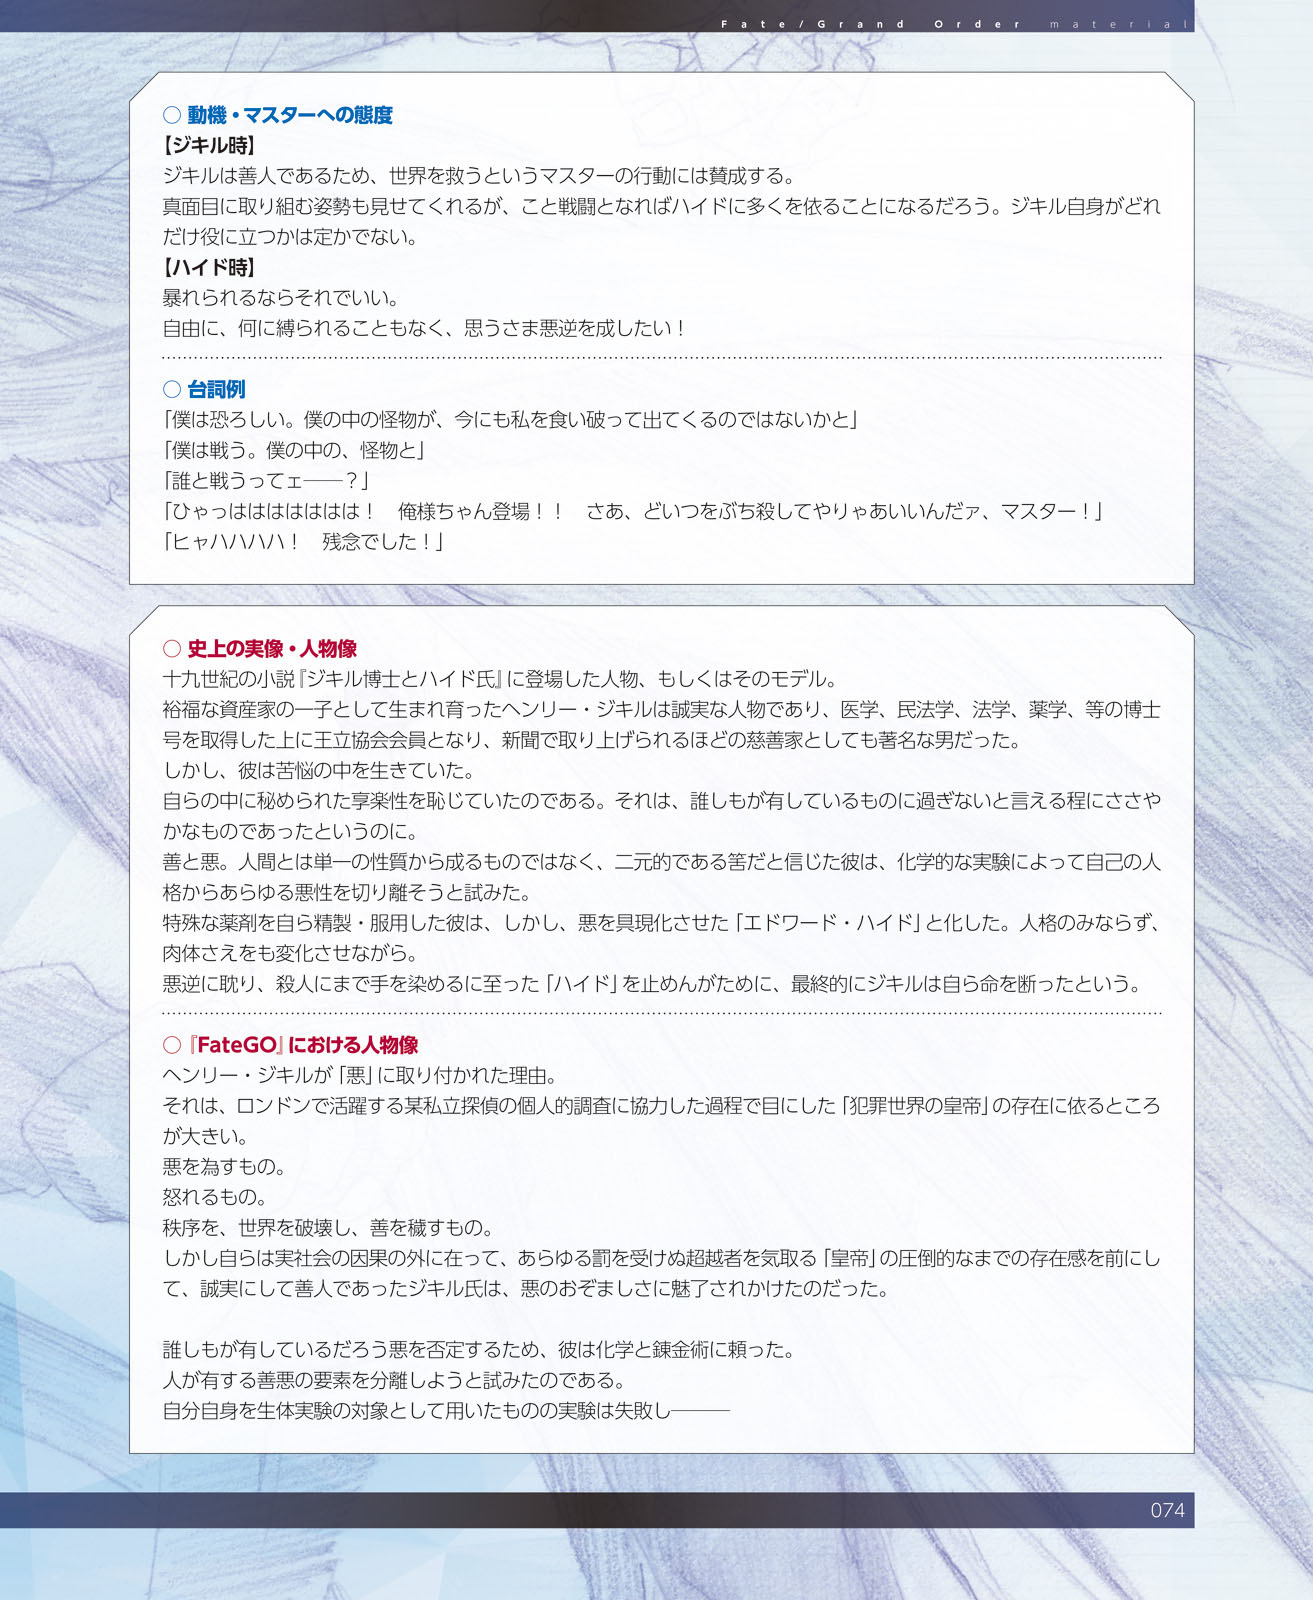 Fate/Grand Order material
○ 動機・マスターへの態度
【ジキル時】
ジキルは善人であるため、世界を救うというマスターの行動には賛成する。
真面目に取り組む姿勢も見せてくれるが、こと戦闘となればハイドに多くを依ることになるだろう。ジキル自身がどれ
だけ役に立つかは定かでない。
【ハイド時】
暴れられるならそれでいい。
自由に、何に縛られることもなく、思うさま悪逆を成したい！
○ 台詞例
「僕は恐ろしい。僕の中の怪物が、今にも私を食い破って出てくるのではないかと」
「僕は戦う。僕の中の、怪物と」
「誰と戦うってェ――？」
「ひゃっははははははは！　俺様ちゃん登場！！　さあ、どいつをぶち殺してやりゃあいいんだァ、マスター！」
「ヒャハハハハ！　残念でした！」
○ 史上の実像・人物像
十九世紀の小説『ジキル博士とハイド氏』に登場した人物、もしくはそのモデル。
裕福な資産家の一子として生まれ育ったヘンリー・ジキルは誠実な人物であり、医学、民法学、法学、薬学、等の博士
号を取得した上に王立協会会員となり、新聞で取り上げられるほどの慈善家としても著名な男だった。
しかし、彼は苦悩の中を生きていた。
自らの中に秘められた享楽性を恥じていたのである。それは、誰しもが有しているものに過ぎないと言える程にささや
かなものであったというのに。
善と悪。人間とは単一の性質から成るものではなく、二元的である筈だと信じた彼は、化学的な実験によって自己の人
格からあらゆる悪性を切り離そうと試みた。
特殊な薬剤を自ら精製・服用した彼は、しかし、悪を具現化させた「エドワード・ハイド」と化した。人格のみならず、
肉体さえをも変化させながら。
悪逆に耽り、殺人にまで手を染めるに至った「ハイド」を止めんがために、最終的にジキルは自ら命を断ったという。
○ 『FateGO』における人物像
ヘンリー・ジキルが「悪」に取り付かれた理由。
それは、ロンドンで活躍する某私立探偵の個人的調査に協力した過程で目にした「犯罪世界の皇帝」の存在に依るところ
が大きい。
悪を為すもの。
怒れるもの。
秩序を、世界を破壊し、善を穢すもの。
しかし自らは実社会の因果の外に在って、あらゆる罰を受けぬ超越者を気取る「皇帝」の圧倒的なまでの存在感を前にし
て、誠実にして善人であったジキル氏は、悪のおぞましさに魅了されかけたのだった。
誰しもが有しているだろう悪を否定するため、彼は化学と錬金術に頼った。
人が有する善悪の要素を分離しようと試みたのである。
自分自身を生体実験の対象として用いたものの実験は失敗し―――
074